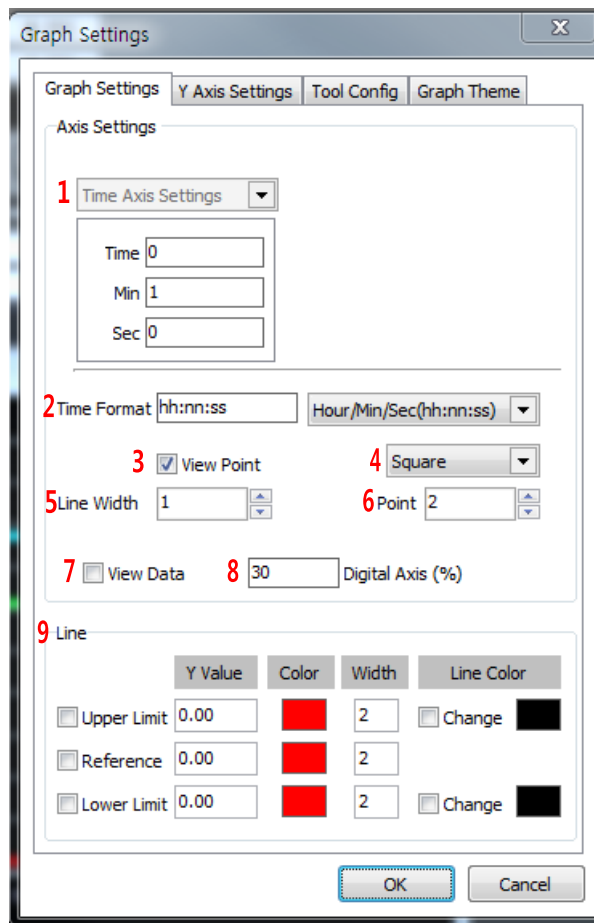 Graph Settings
Graph Settings Y Axis Settings Tool Config Graph Theme
Axis Settings
1 Time Axis Settings
Time 0
Min 1
Sec 0
2 Time Format hh:nn:ss Hour/Min/Sec(hh:nn:ss)
3 View Point 4 Square
5 Line Width 1 6 Point 2
7 View Data 8 30 Digital Axis (%)
9 Line
Y Value Color Width Line Color
Upper Limit 0.00 2 Change
Reference 0.00 2
Lower Limit 0.00 2 Change
OK Cancel